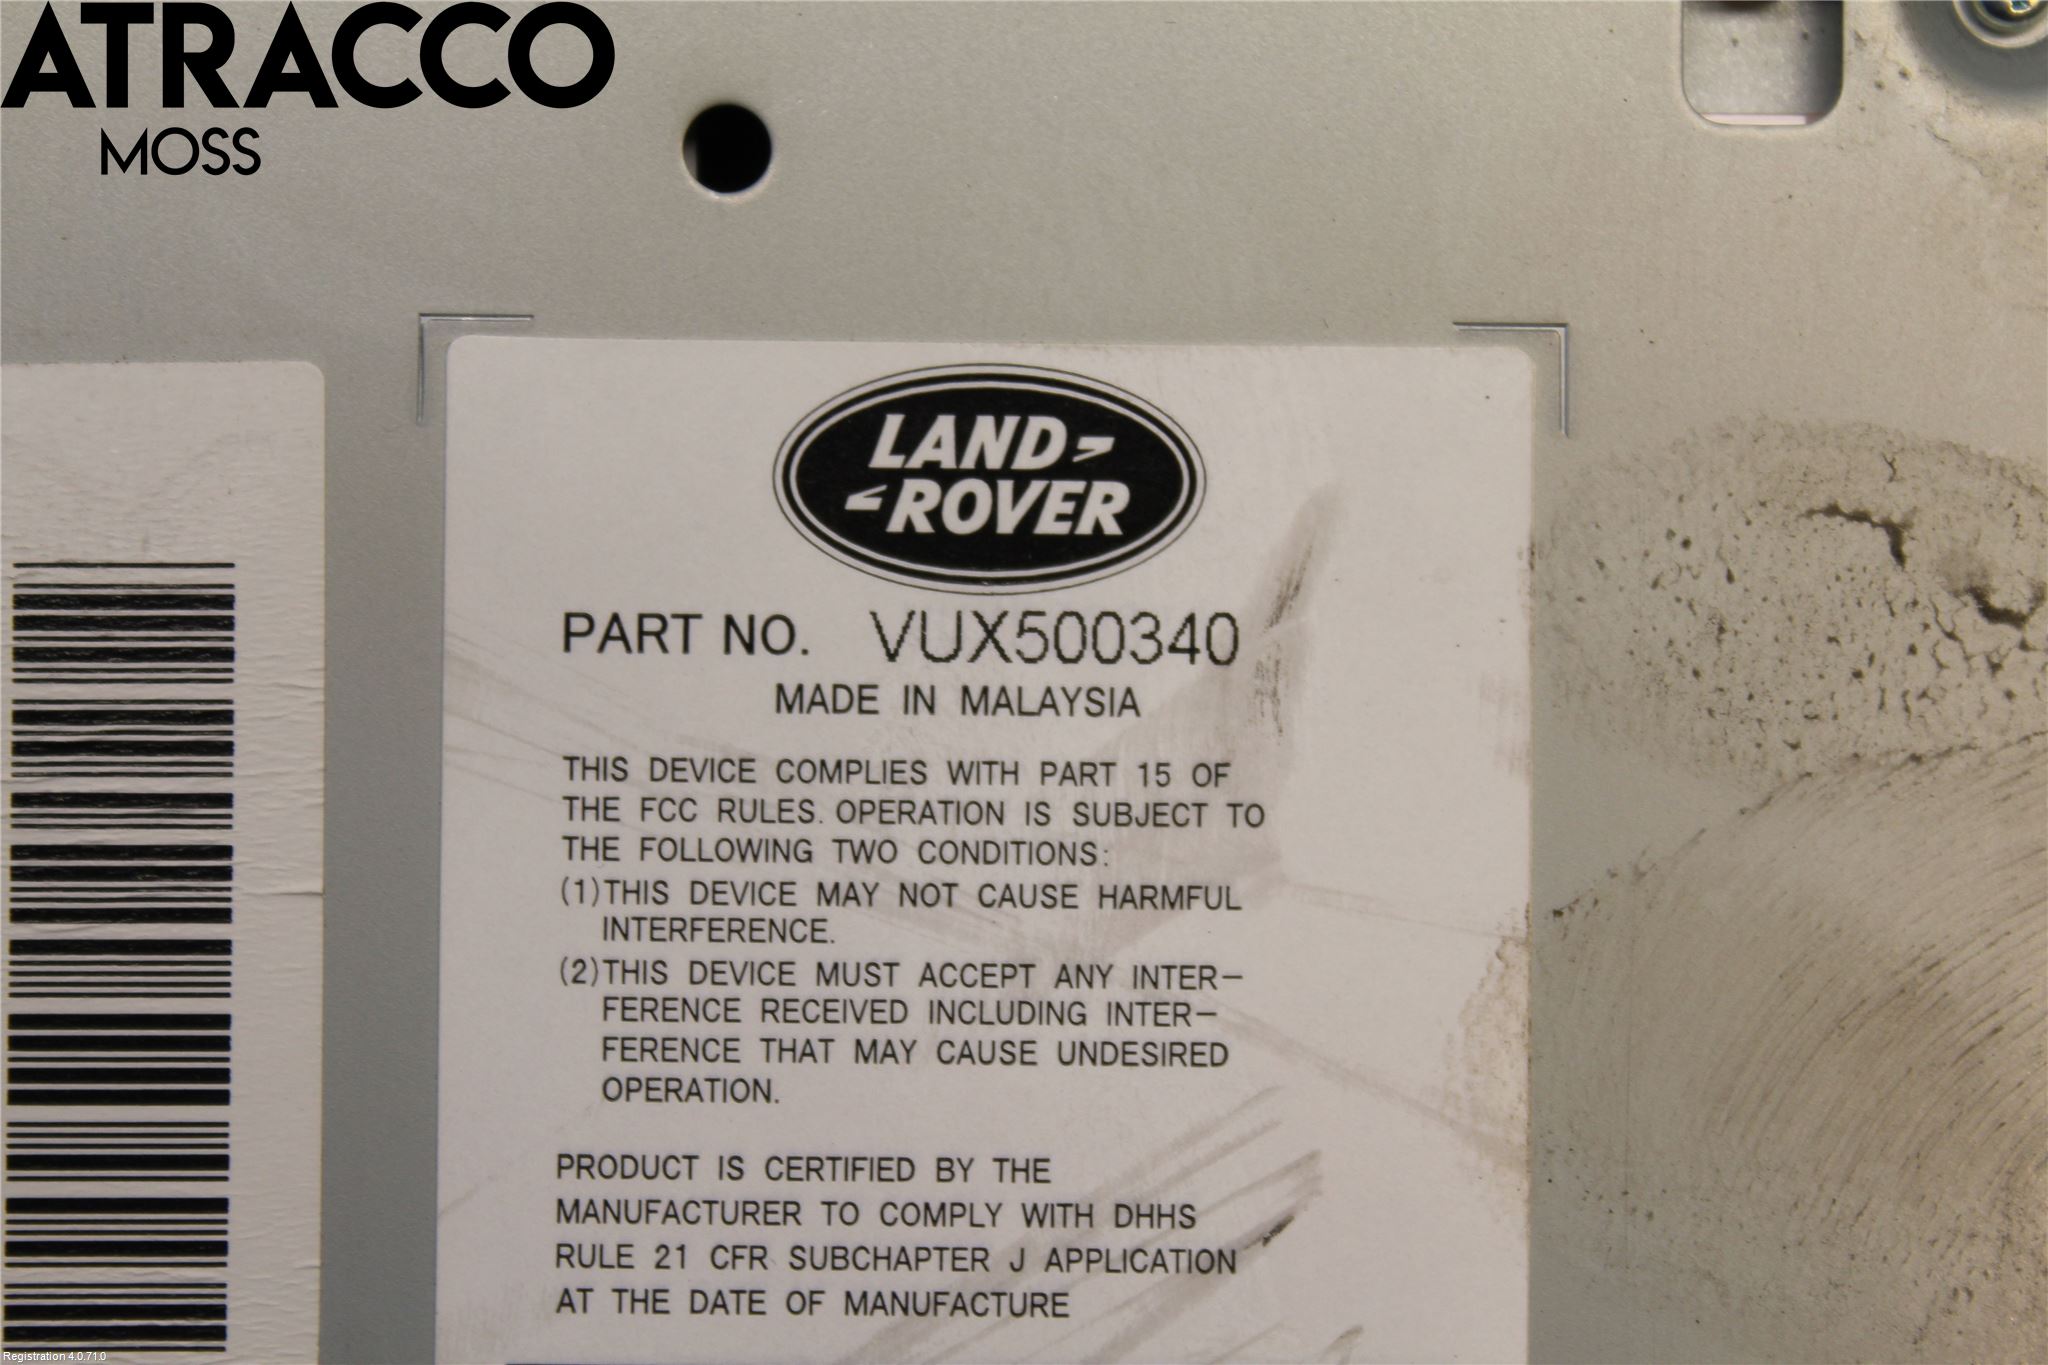 ATRACCO
MOSS
LAND
ROVER
PART NO. VUX500340
MADE IN MALAYSIA
THIS DEVICE COMPLIES WITH PART 15 OF
THE FCC RULES. OPERATION IS SUBJECT TO
THE FOLLOWING TWO CONDITIONS:
(1)THIS DEVICE MAY NOT CAUSE HARMFUL
INTERFERENCE.
(2)THIS DEVICE MUST ACCEPT ANY INTER-
FERENCE RECEIVED INCLUDING INTER-
FERENCE THAT MAY CAUSE UNDESIRED
OPERATION.
PRODUCT IS CERTIFIED BY THE
MANUFACTURER TO COMPLY WITH DHHS
RULE 21 CFR SUBCHAPTER J APPLICATION
AT THE DATE OF MANUFACTURE
Registration 4.0.71.0